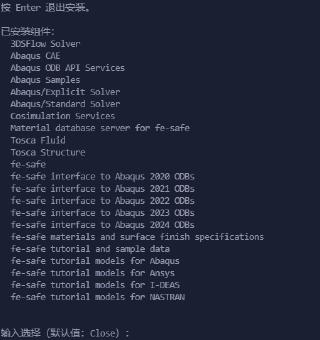 按 Enter 退出安装。
已安装组件：
3DSFlow Solver
Abaqus CAE
Abaqus ODB API Services
Abaqus Samples
Abaqus/Explicit Solver
Abaqus/Standard Solver
Cosimulation Services
Material database server for fe-safe
Tosca Fluid
Tosca Structure
fe-safe
fe-safe interface to Abaqus 2020 ODBs
fe-safe interface to Abaqus 2021 ODBs
fe-safe interface to Abaqus 2022 ODBs
fe-safe interface to Abaqus 2023 ODBs
fe-safe interface to Abaqus 2024 ODBs
fe-safe materials and surface finish specifications
fe-safe tutorial and sample data
fe-safe tutorial models for Abaqus
fe-safe tutorial models for Ansys
fe-safe tutorial models for I-DEAS
fe-safe tutorial models for NASTRAN
输入选择（默认值: Close）: